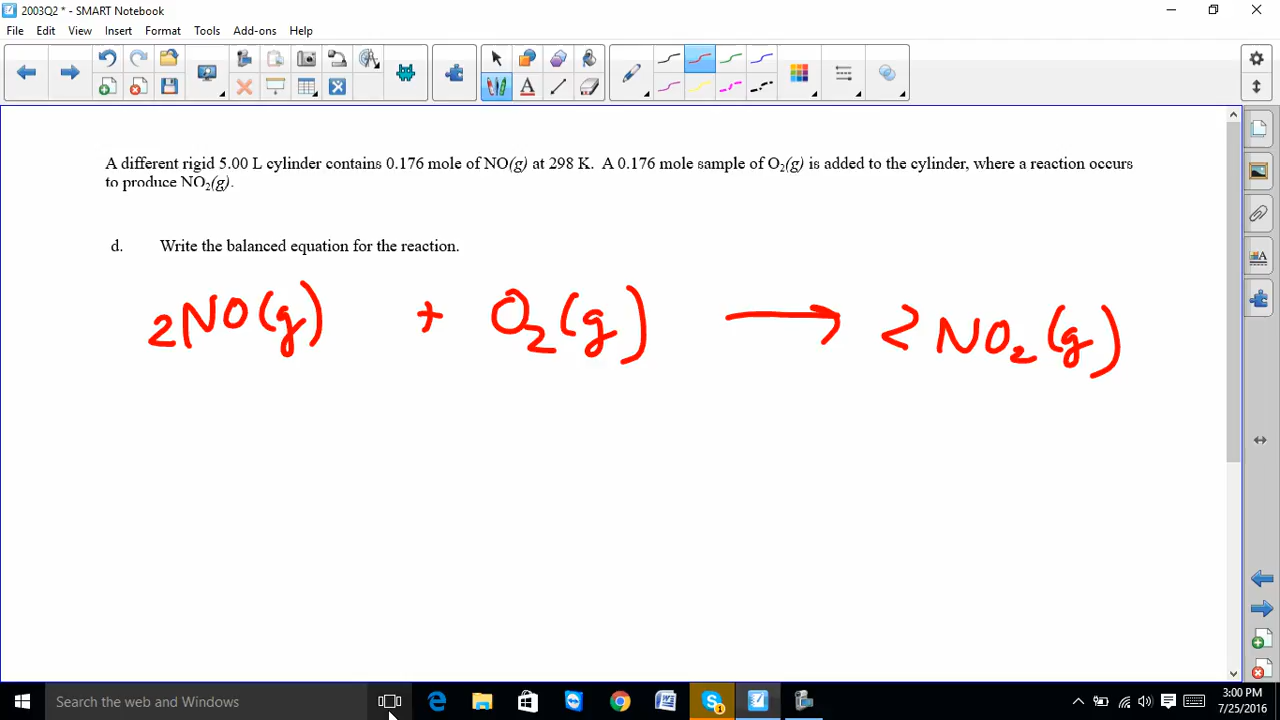 2003Q2 * - SMART Notebook
File Edit View Insert Format Tools Add-ons Help
A different rigid 5.00 L cylinder contains 0.176 mole of NO(g) at 298 K. A 0.176 mole sample of O₂(g) is added to the cylinder, where a reaction occurs
to produce NO₂(g).
d. Write the balanced equation for the reaction.
2NO(g) + O₂(g) → 2NO₂(g)
Search the web and Windows
3:00 PM
7/25/2016